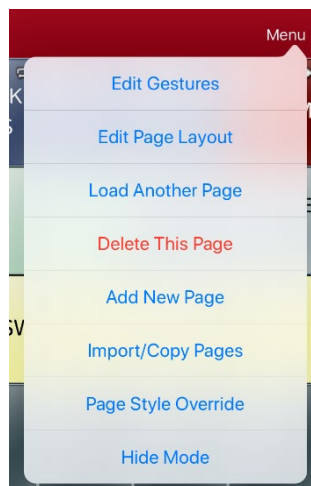 Menu
Edit Gestures
Edit Page Layout
Load Another Page
Delete This Page
Add New Page
Import/Copy Pages
Page Style Override
Hide Mode